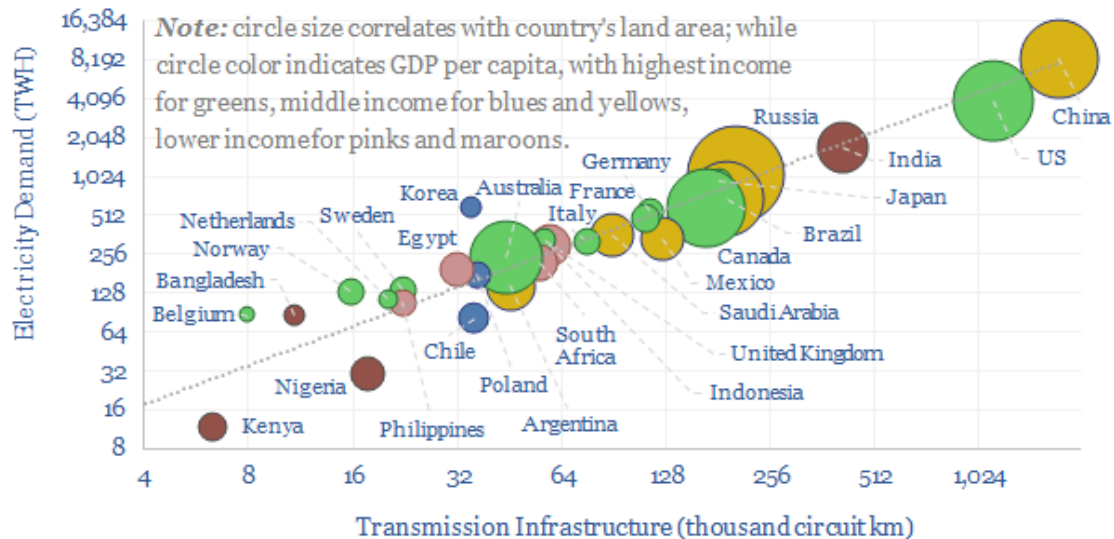 16,384
8,192
4,096
2,048
1,024
512
256
128
64
32
16
8
Electricity Demand (TWH)
Note: circle size correlates with country's land area; while
circle color indicates GDP per capita, with highest income
for greens, middle income for blues and yellows,
lower income for pinks and maroons.
Russia
China
Germany
India
US
Korea
Australia
France
Japan
Netherlands
Sweden
Italy
Norway
Egypt
Brazil
Canada
Bangladesh
Mexico
Belgium
Saudi Arabia
Chile
South
Africa
United Kingdom
Nigeria
Poland
Indonesia
Kenya
Philippines
Argentina
4
8
16
32
64
128
256
512
1,024
Transmission Infrastructure (thousand circuit km)